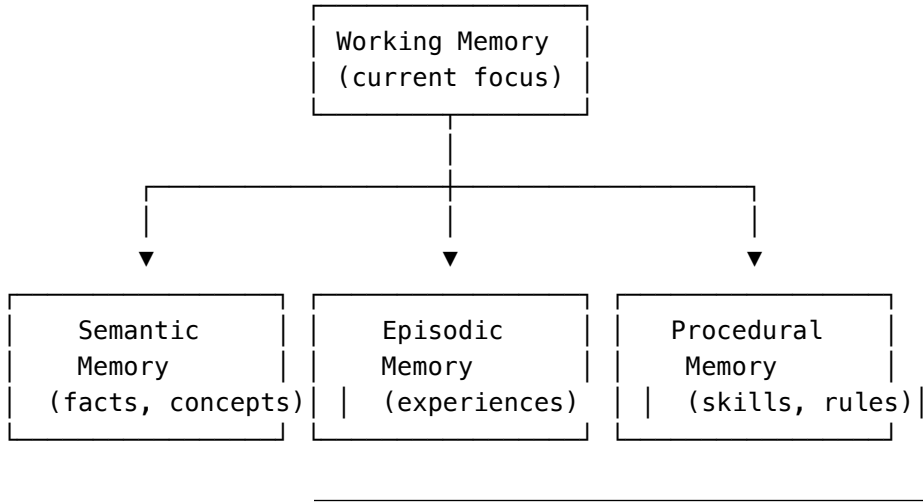 Working Memory
(current focus)
Semantic
Memory
(facts, concepts)
Episodic
Memory
(experiences)
Procedural
Memory
(skills, rules)